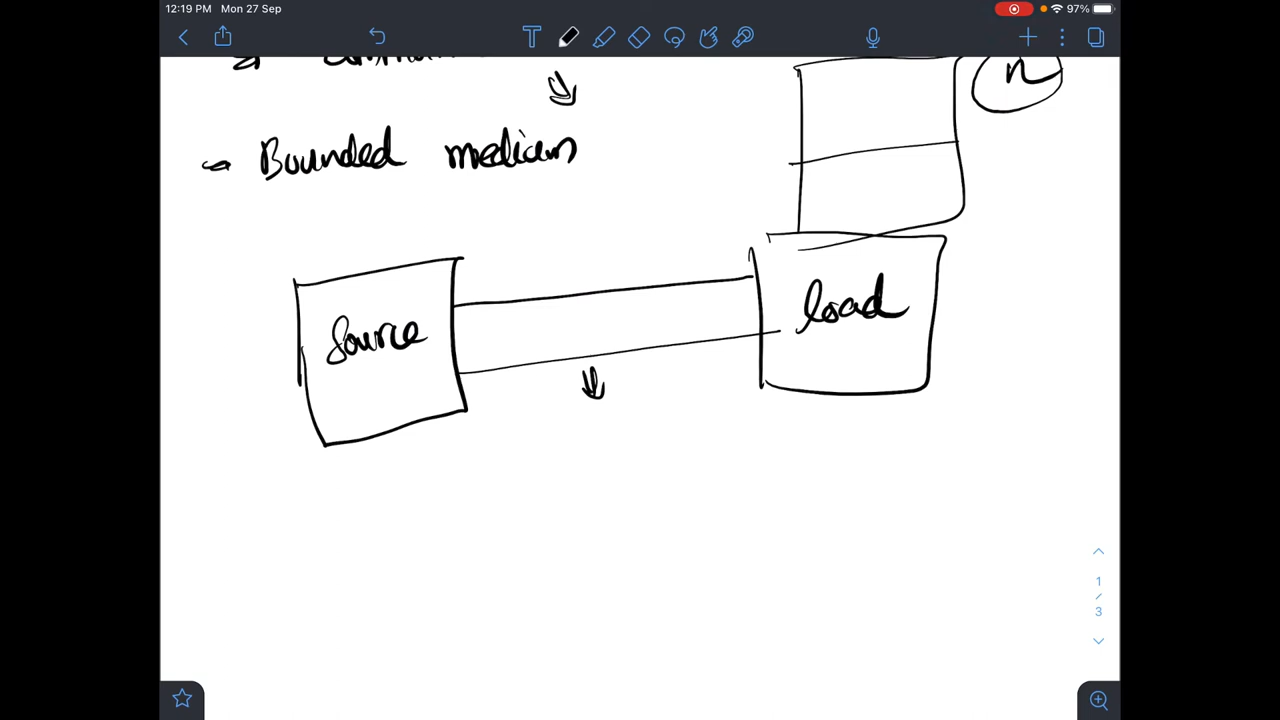 12:19 PM Mon 27 Sep 97%
T
n
→ Bounded medium
Source
load
1
/
3